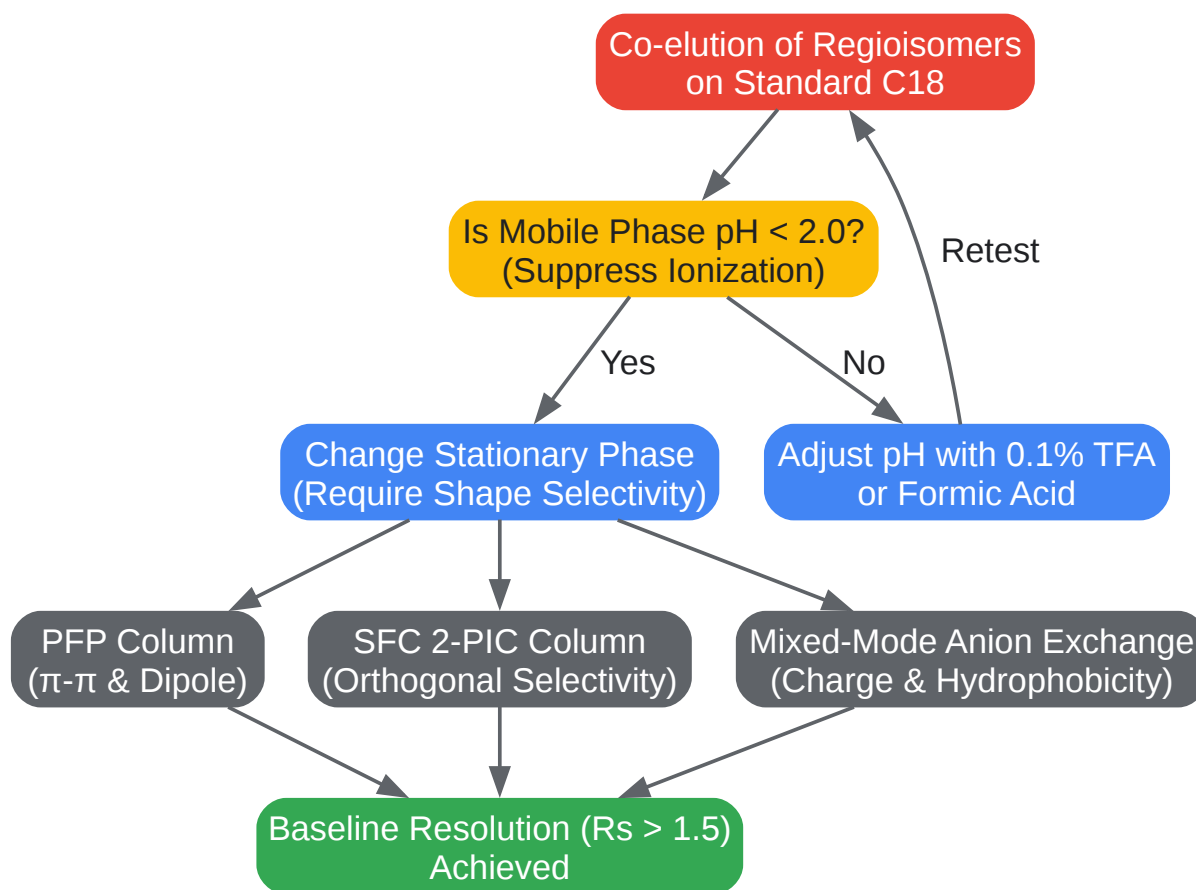 Co-elution of Regioisomers
on Standard C18
Is Mobile Phase pH < 2.0?
(Suppress Ionization)
Retest
Yes
No
Change Stationary Phase
(Require Shape Selectivity)
Adjust pH with 0.1% TFA
or Formic Acid
PFP Column
(π-π & Dipole)
SFC 2-PIC Column
(Orthogonal Selectivity)
Mixed-Mode Anion Exchange
(Charge & Hydrophobicity)
Baseline Resolution (Rs > 1.5)
Achieved